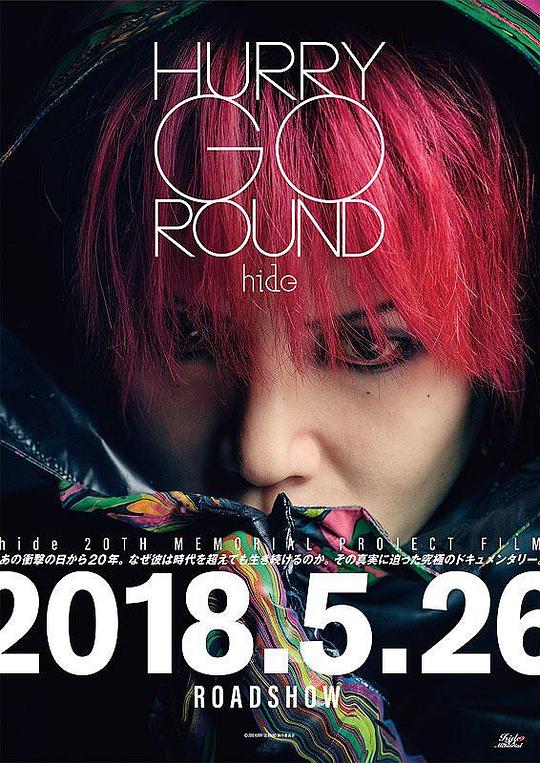 HURRY
GO
ROUND
hide
hide 20TH MEMORIAL PROJECT FILM
あの衝撃の日から20年。なぜ彼は時代を超えても生き続けるのか。その真実に迫った究極のドキュメンタリー。
2018.5.26
ROADSHOW